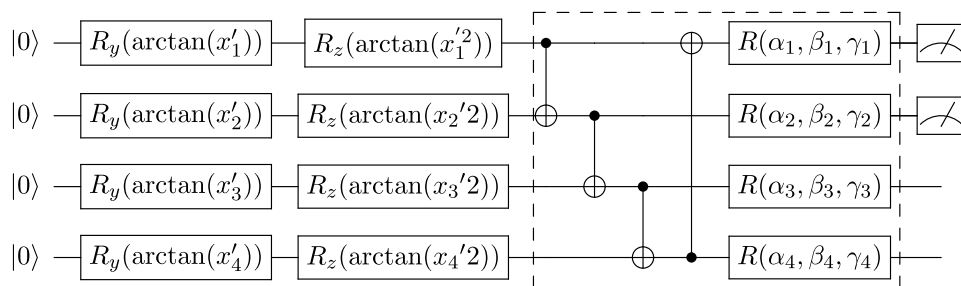 |0⟩ R_y(arctan(x′_1)) R_z(arctan(x_1^{′2})) R(α_1, β_1, γ_1)
|0⟩ R_y(arctan(x′_2)) R_z(arctan(x_2′2)) R(α_2, β_2, γ_2)
|0⟩ R_y(arctan(x′_3)) R_z(arctan(x_3′2)) R(α_3, β_3, γ_3)
|0⟩ R_y(arctan(x′_4)) R_z(arctan(x_4′2)) R(α_4, β_4, γ_4)